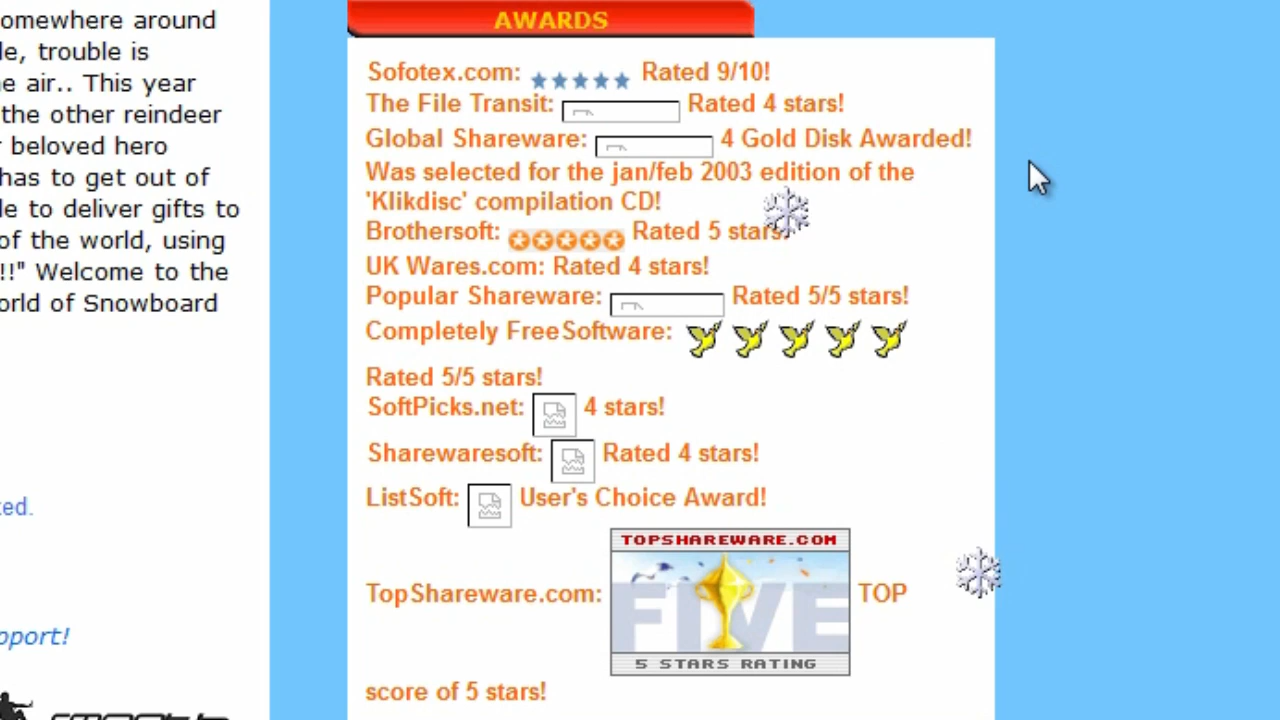 omewhere around
le, trouble is
e air.. This year
the other reindeer
r beloved hero
has to get out of
le to deliver gifts to
of the world, using
!!" Welcome to the
orld of Snowboard
ted.
pport!
AWARDS
Sofotex.com: Rated 9/10!
The File Transit: Rated 4 stars!
Global Shareware: 4 Gold Disk Awarded!
Was selected for the jan/feb 2003 edition of the
'Klikdisc' compilation CD!
Brothersoft: Rated 5 stars!
UK Wares.com: Rated 4 stars!
Popular Shareware: Rated 5/5 stars!
Completely FreeSoftware:
Rated 5/5 stars!
SoftPicks.net: 4 stars!
Sharewaresoft: Rated 4 stars!
ListSoft: User's Choice Award!
TOPSHAREWARE.COM
TopShareware.com: FIVE TOP
5 STARS RATING
score of 5 stars!